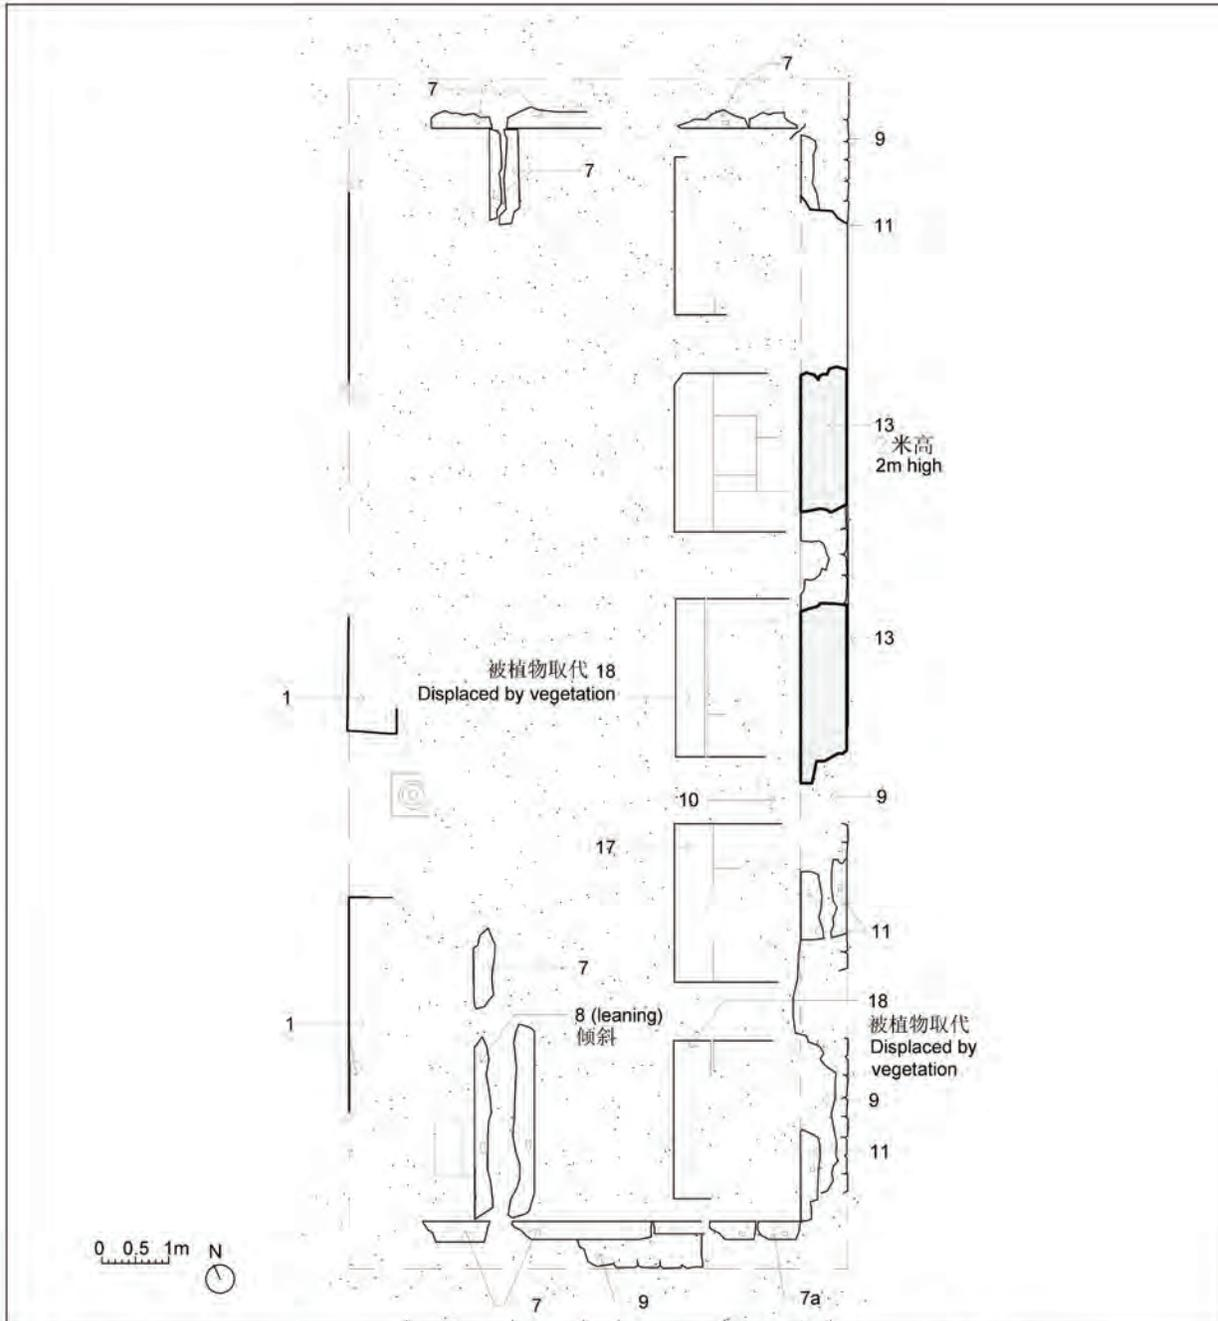 7
7
9
7
11
13
2米高
2m high
13
被植物取代 18
Displaced by vegetation
1
10
9
17
11
7
18
8 (leaning)
倾斜
1
被植物取代
Displaced by
vegetation
9
11
0 0.5 1m N
7 9 7a